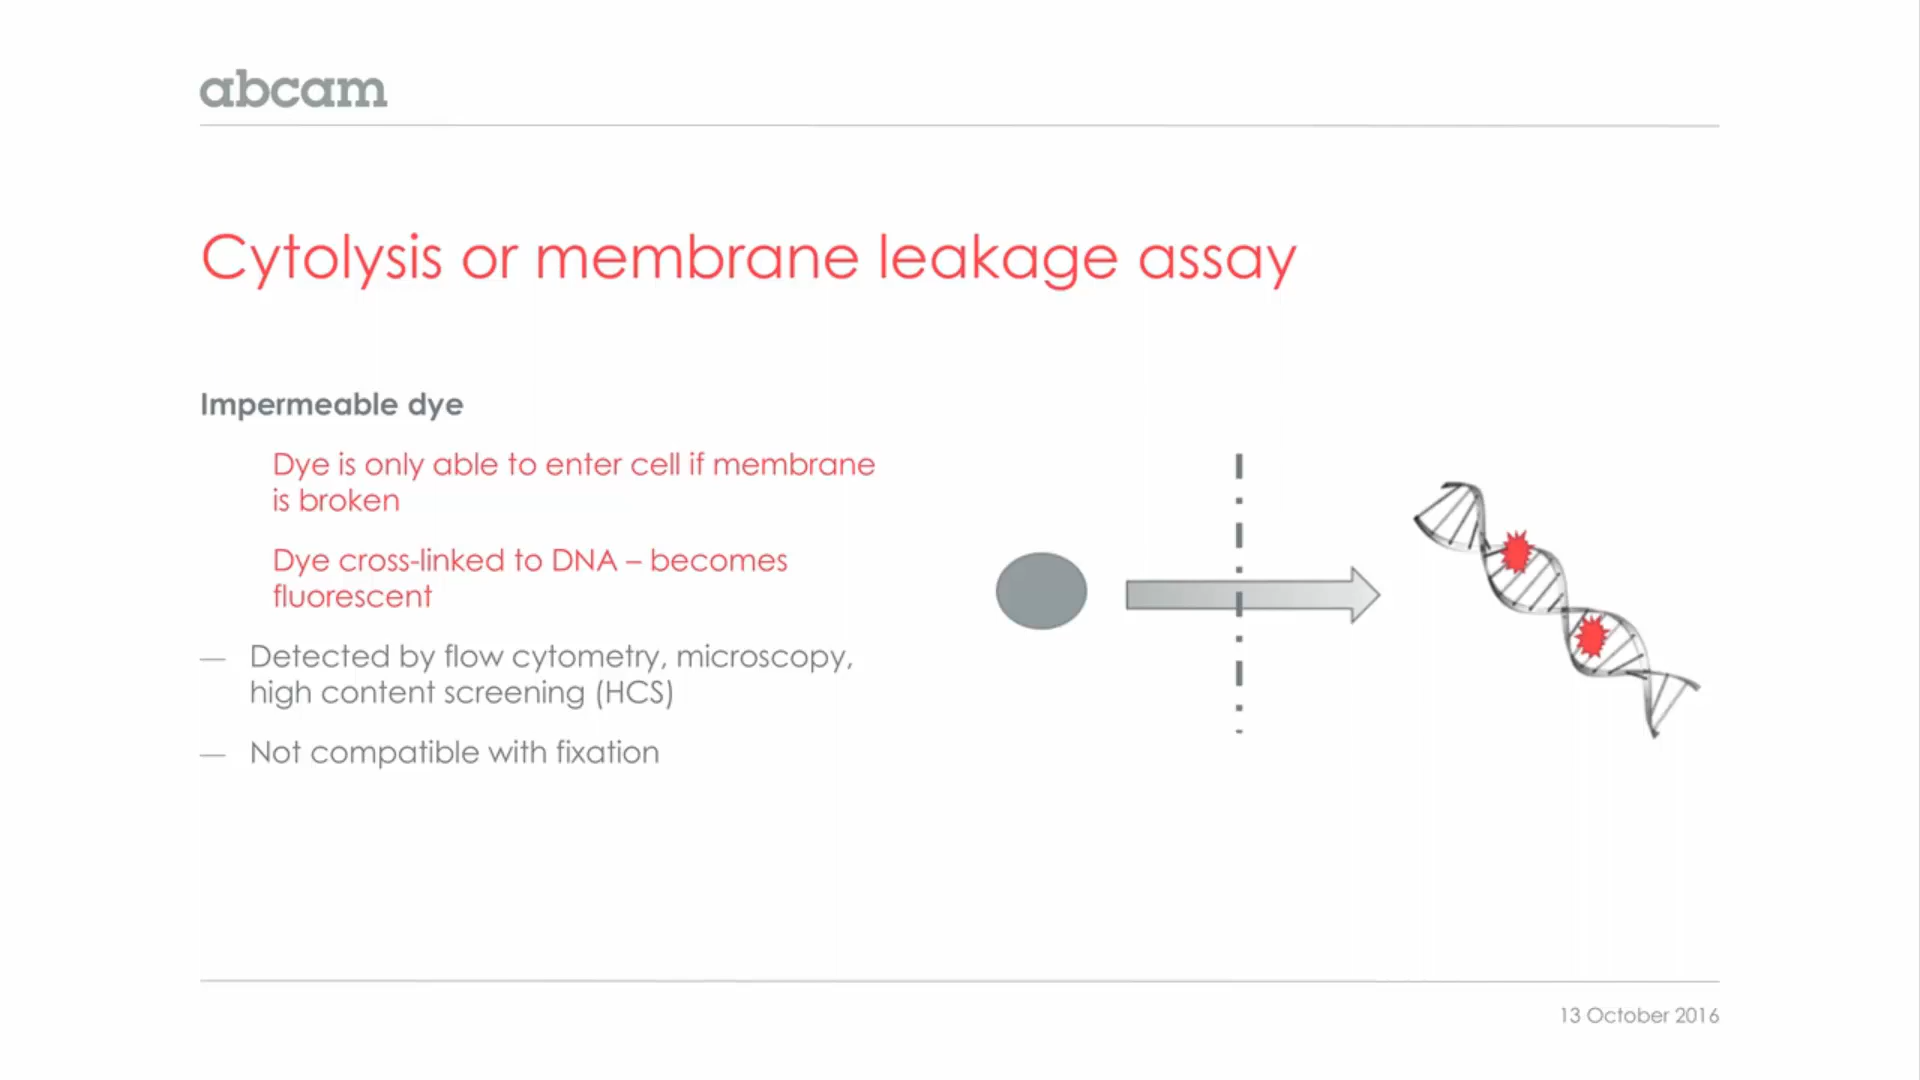 abcam
Cytolysis or membrane leakage assay
Impermeable dye
Dye is only able to enter cell if membrane
is broken
Dye cross-linked to DNA – becomes
fluorescent
— Detected by flow cytometry, microscopy,
high content screening (HCS)
— Not compatible with fixation
13 October 2016